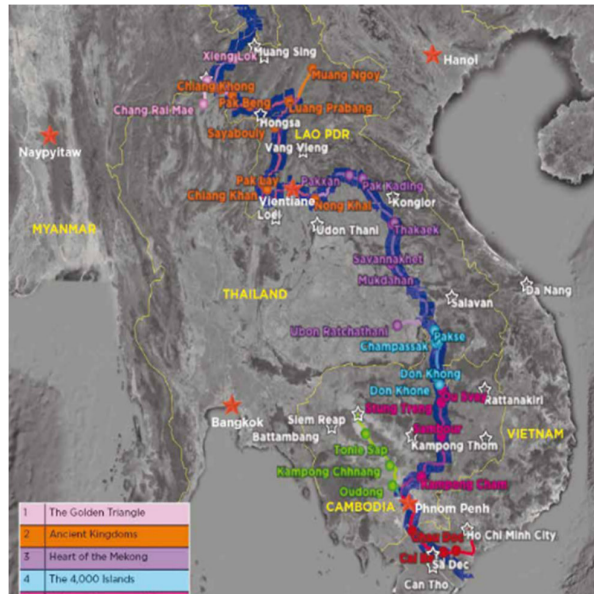 Xieng Lok
Muang Sing
Hanoi
Chiang Khong
Muang Ngoy
Chang Rai Mae
Pak Beng
Luang Prabang
Hongsa
Naypyitaw
Sayabouly
LAO PDR
Vang Vieng
Pak Lay
Pakxan
Pak Kading
Chiang Khan
Vientiane
Nong Khai
Konglor
Loei
Udon Thani
Thakaek
MYANMAR
Savannakhet
Mukdahan
Da Nang
THAILAND
Salavan
Ubon Ratchathani
Pakse
Champassak
Don Khong
Don Khone
Rattanakiri
Stung Treng
Bangkok
Siem Reap
Battambang
VIETNAM
Kampong Thom
Tonle Sap
Kampong Chhnang
Kampong Cham
Oudong
CAMBODIA
Phnom Penh
Ho Chi Minh City
Sa Dec
Can Tho
1 The Golden Triangle
2 Ancient Kingdoms
3 Heart of the Mekong
4 The 4,000 Islands